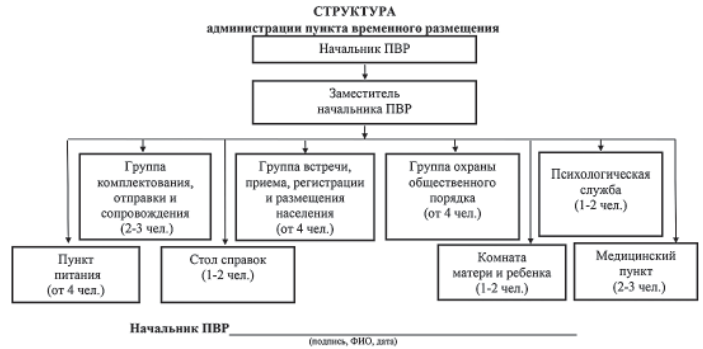 СТРУКТУРА
администрации пункта временного размещения
Начальник ПВР
Заместитель
начальника ПВР
Группа
комплектования,
отправки и
сопровождения
(2-3 чел.)
Группа встречи,
приема, регистрации
и размещения
населения
(от 4 чел.)
Группа охраны
общественного
порядка
(от 4 чел.)
Психологическая
служба
(1-2 чел.)
Пункт
питания
(от 4 чел.)
Стол справок
(1-2 чел.)
Комната
матери и ребенка
(1-2 чел.)
Медицинский
пункт
(2-3 чел.)
Начальник ПВР
(подпись, ФИО, дата)